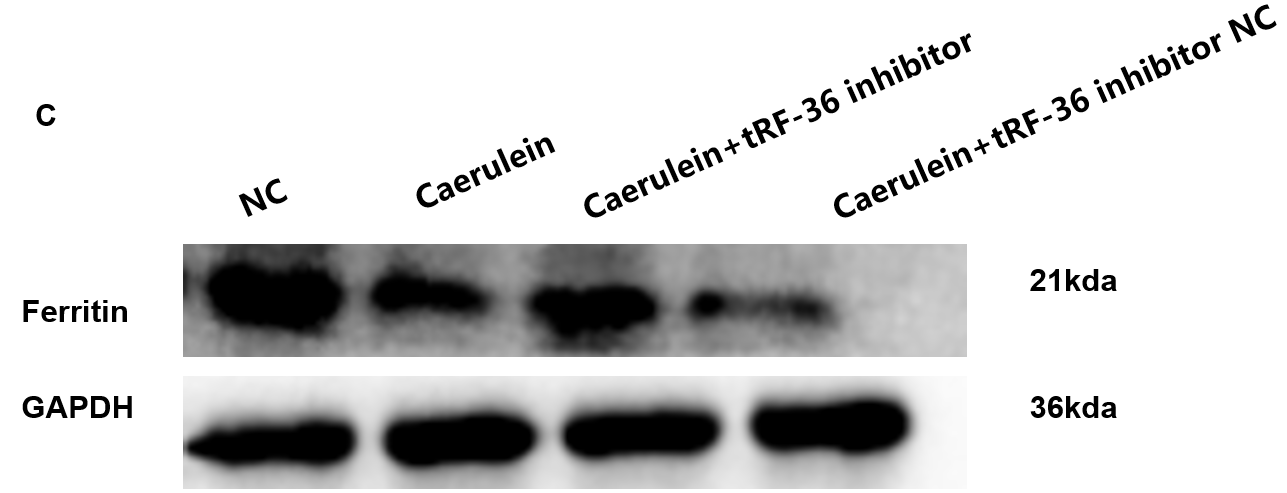 C
NC
Caerulein
Caerulein+tRF-36 inhibitor
Caerulein+tRF-36 inhibitor NC
Ferritin
21kda
GAPDH
36kda